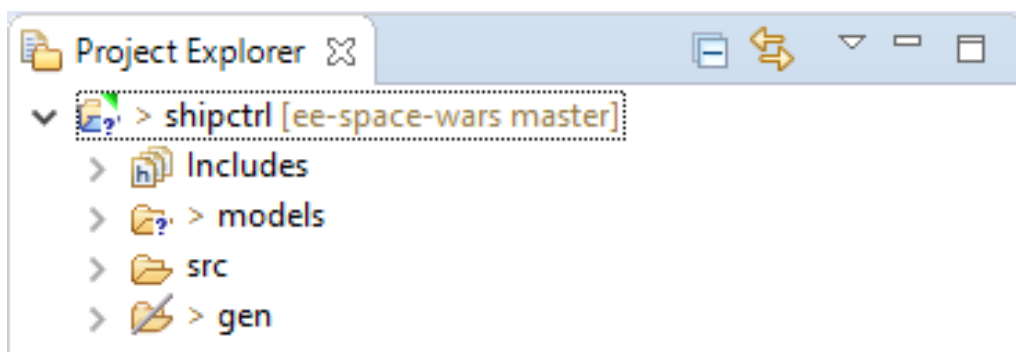 Project Explorer
> shipctrl [ee-space-wars master]
Includes
> models
src
> gen